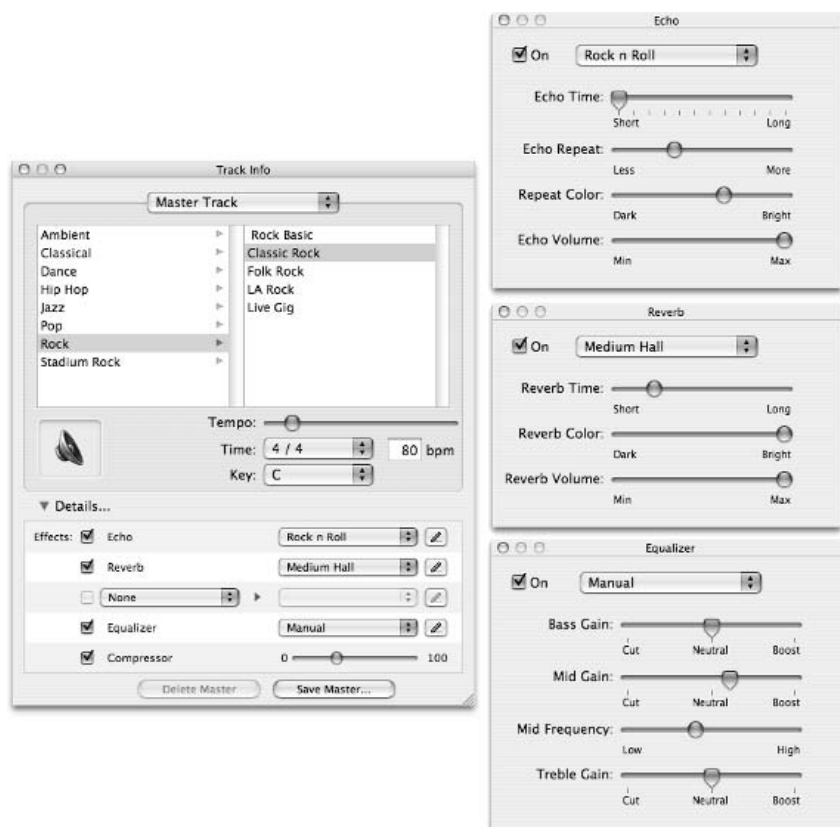 Track Info
Master Track
Ambient
Classical
Dance
Hip Hop
Jazz
Pop
Rock
Stadium Rock
Rock Basic
Classic Rock
Folk Rock
LA Rock
Live Gig
Tempo:
Time: 4 / 4 80 bpm
Key: C
Details...
Effects: Echo Rock n Roll
Reverb Medium Hall
None
Equalizer Manual
Compressor 0 100
Delete Master Save Master...
Echo
On Rock n Roll
Echo Time:
Short Long
Echo Repeat:
Less More
Repeat Color:
Dark Bright
Echo Volume:
Min Max
Reverb
On Medium Hall
Reverb Time:
Short Long
Reverb Color:
Dark Bright
Reverb Volume:
Min Max
Equalizer
On Manual
Bass Gain:
Cut Neutral Boost
Mid Gain:
Cut Neutral Boost
Mid Frequency:
Low High
Treble Gain:
Cut Neutral Boost